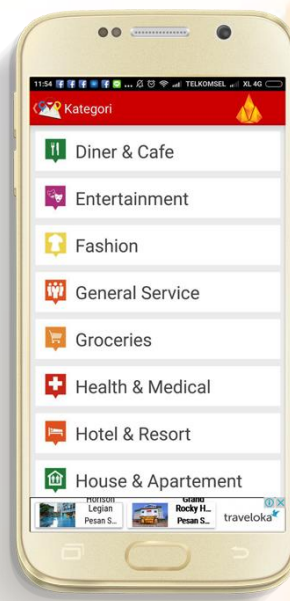 11:54 ... TELKOMSEL XL 4G
Kategori
Diner & Cafe
Entertainment
Fashion
General Service
Groceries
Health & Medical
Hotel & Resort
House & Apartement
Horison
Legian
Pesan S...
Grand
Rocky H...
Pesan S...
traveloka